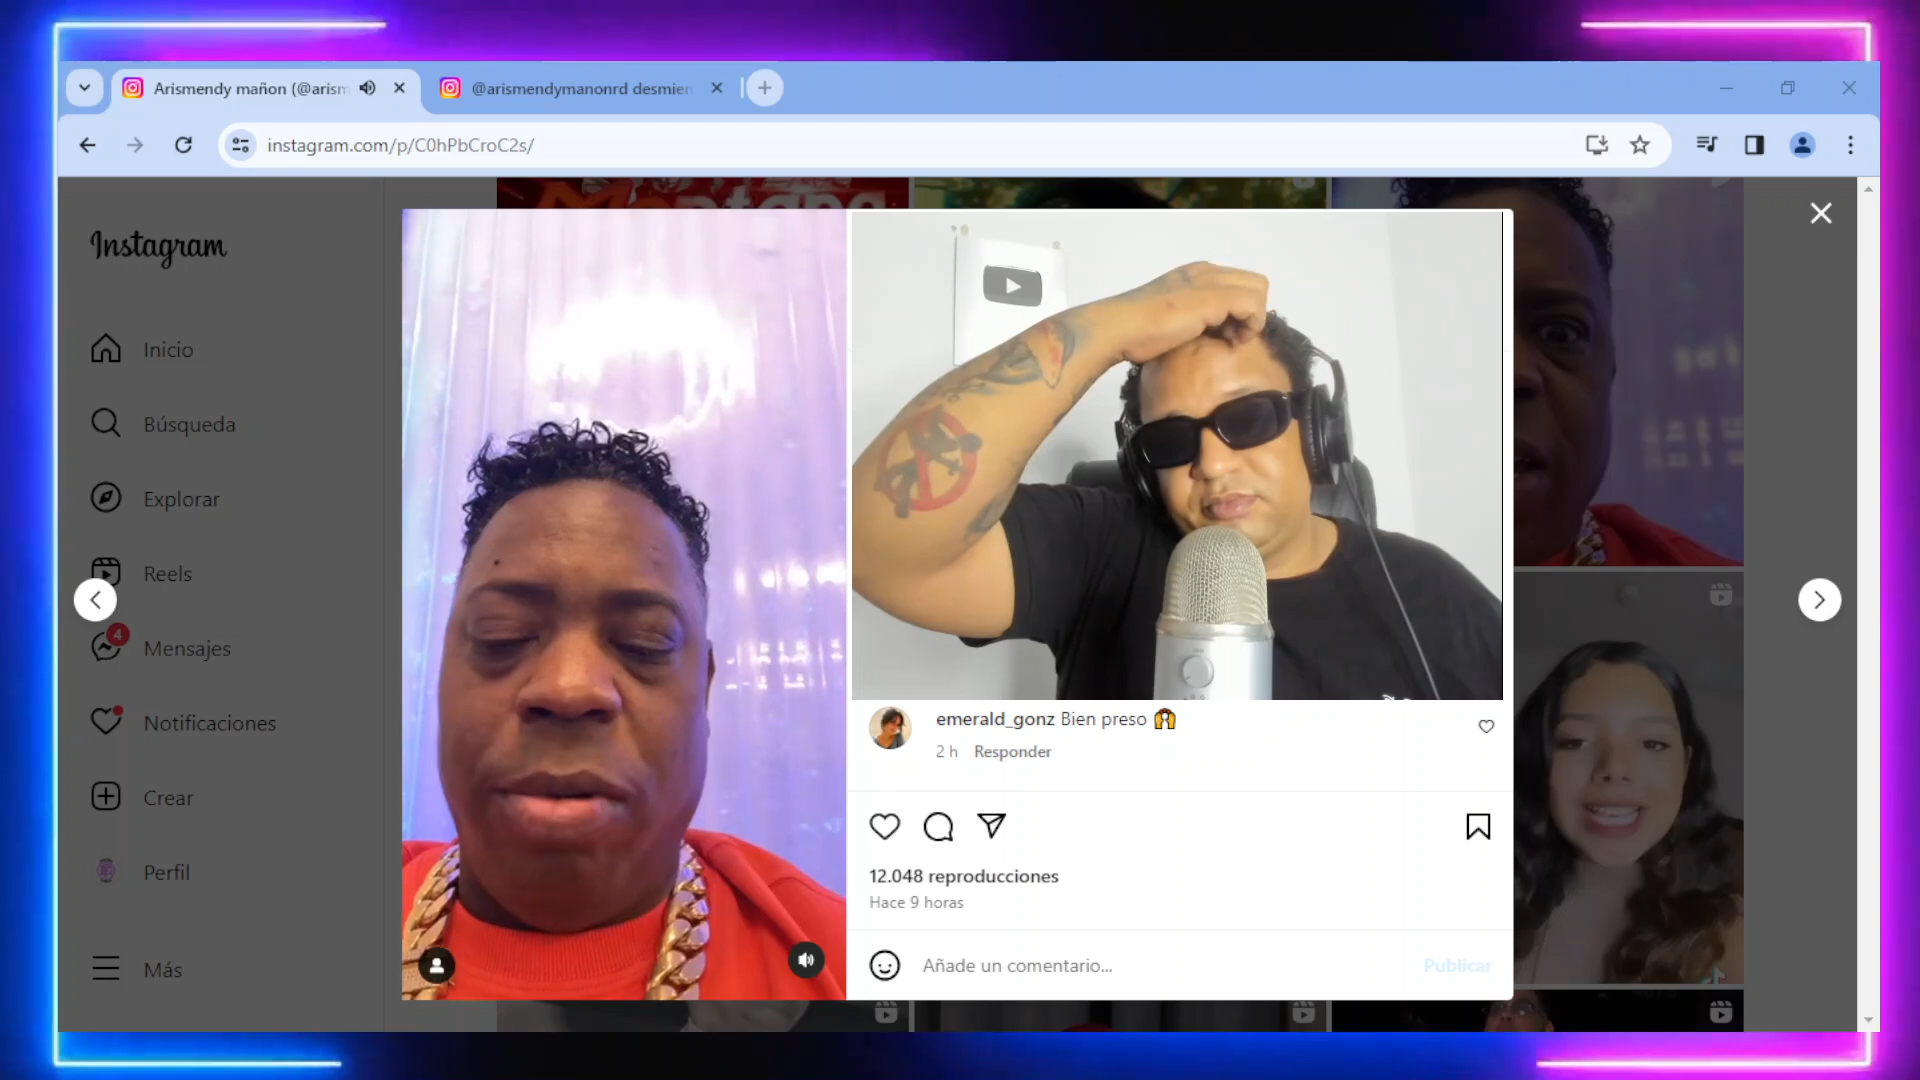 Arismendy mañon (@arism
@arismendymanonrd desmien
instagram.com/p/C0hPbCroC2s/
Instagram
Inicio
Búsqueda
Explorar
Reels
4
Mensajes
Notificaciones
Crear
Perfil
Más
emerald_gonz Bien preso
2 h Responder
12.048 reproducciones
Hace 9 horas
Añade un comentario...
Publicar